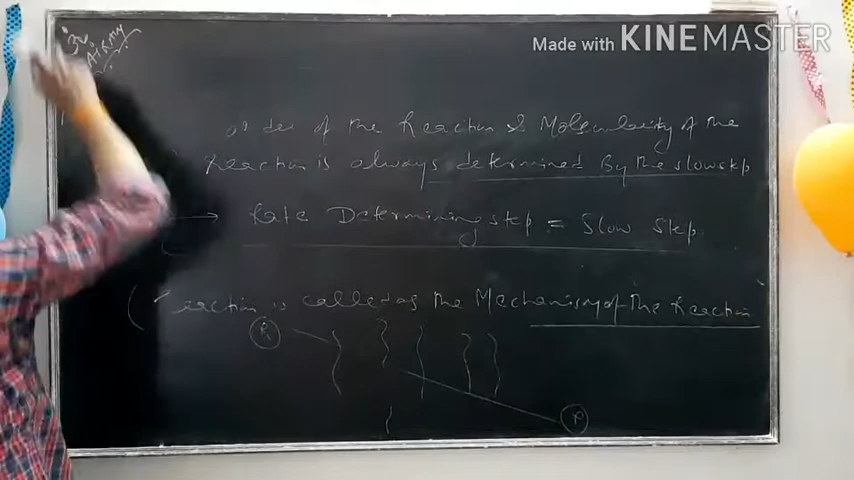 Made with KINEMASTER
order of the Reaction & Molecularity of the
Reaction is always determined By the slow step
→ Rate Determining step = Slow Step.
(Reaction is called as the Mechanism of The Reaction
R
P